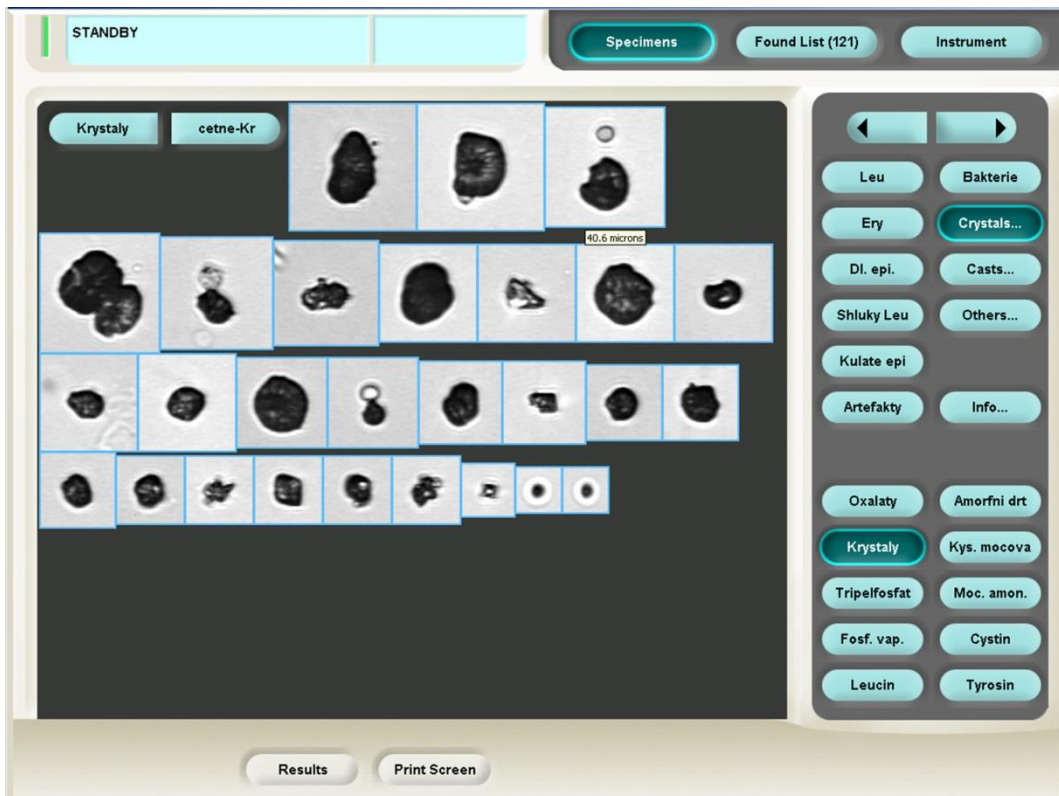 STANDBY
Specimens
Found List (121)
Instrument
Krystaly
cetne-Kr
40.6 microns
Leu
Bakterie
Ery
Crystals...
Dl. epi.
Casts...
Shluky Leu
Others...
Kulate epi
Artefakty
Info...
Oxalaty
Amorfni drt
Krystaly
Kys. mocova
Tripelfosfat
Moc. amon.
Fosf. vap.
Cystin
Leucin
Tyrosin
Results
Print Screen